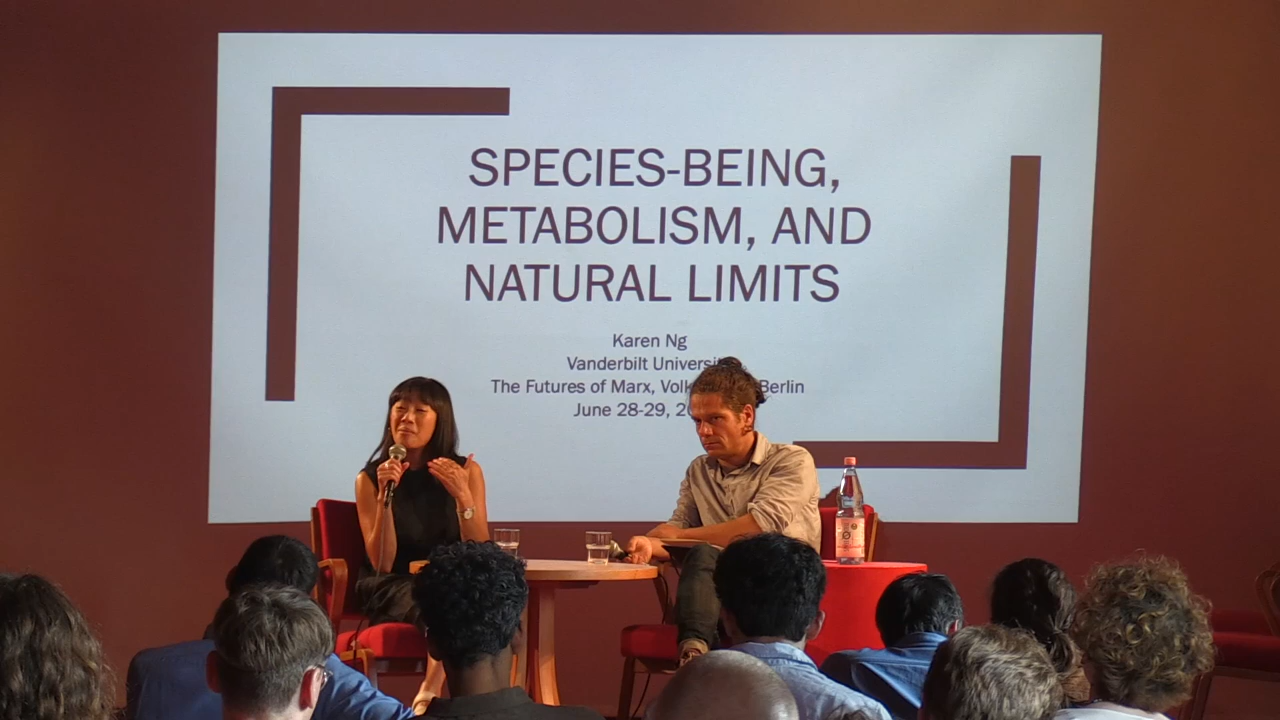 SPECIES-BEING,
METABOLISM, AND
NATURAL LIMITS
Karen Ng
Vanderbilt
The Futures of Marx, Berlin
June 28-29,